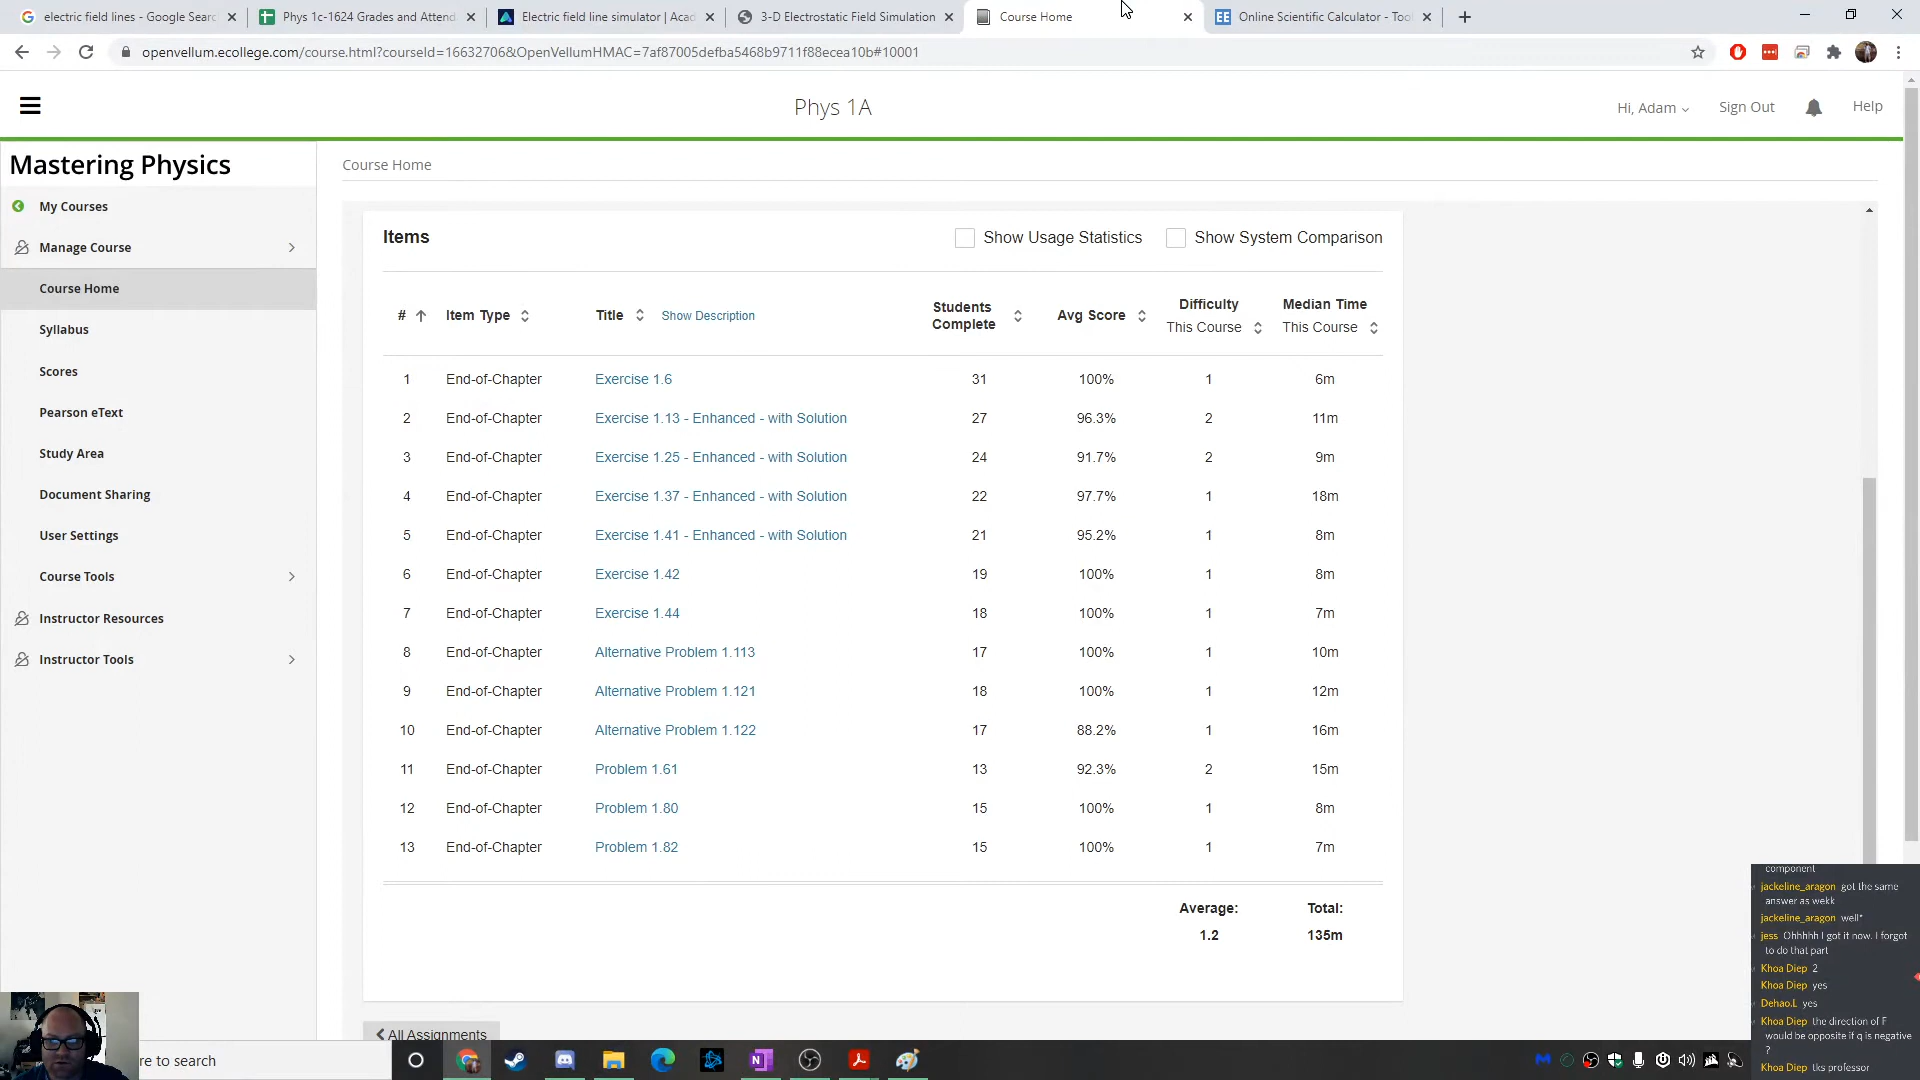 electric field lines - Google Searc
Phys 1c-1624 Grades and Attend
Electric field line simulator | Acad
3-D Electrostatic Field Simulation
Course Home
Online Scientific Calculator - Too
openvellum.ecollege.com/course.html?courseId=16632706&OpenVellumHMAC=7af87005defba5468b9711f88ecea10b#10001
Phys 1A
Hi, Adam
Sign Out
Help
Mastering Physics
My Courses
Manage Course
Course Home
Syllabus
Scores
Pearson eText
Study Area
Document Sharing
User Settings
Course Tools
Instructor Resources
Instructor Tools
Course Home
Items
Show Usage Statistics
Show System Comparison
# Item Type Title Show Description Students Complete Avg Score Difficulty This Course Median Time This Course
1 End-of-Chapter Exercise 1.6 31 100% 1 6m
2 End-of-Chapter Exercise 1.13 - Enhanced - with Solution 27 96.3% 2 11m
3 End-of-Chapter Exercise 1.25 - Enhanced - with Solution 24 91.7% 2 9m
4 End-of-Chapter Exercise 1.37 - Enhanced - with Solution 22 97.7% 1 18m
5 End-of-Chapter Exercise 1.41 - Enhanced - with Solution 21 95.2% 1 8m
6 End-of-Chapter Exercise 1.42 19 100% 1 8m
7 End-of-Chapter Exercise 1.44 18 100% 1 7m
8 End-of-Chapter Alternative Problem 1.113 17 100% 1 10m
9 End-of-Chapter Alternative Problem 1.121 18 100% 1 12m
10 End-of-Chapter Alternative Problem 1.122 17 88.2% 1 16m
11 End-of-Chapter Problem 1.61 13 92.3% 2 15m
12 End-of-Chapter Problem 1.80 15 100% 1 8m
13 End-of-Chapter Problem 1.82 15 100% 1 7m
Average: Total:
1.2 135m
All Assignments
component
jackeline_aragon got the same
answer as wekk
jackeline_aragon well*
jess Ohhhhh I got it now. I forgot
to do that part
Khoa Diep 2
Khoa Diep yes
Dehao.L yes
Khoa Diep the direction of F
would be opposite if q is negative
?
Khoa Diep tks professor
re to search